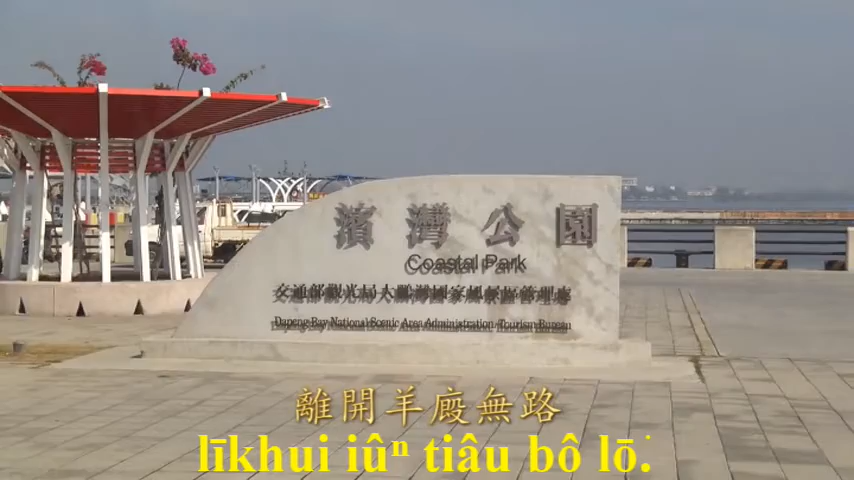 濱灣公園
Coastal Park
交通部觀光局大鵬灣國家風景區管理處
Dapeng Bay National Scenic Area Administration, Tourism Bureau
離開羊廄無路
līkhui iûⁿ tiâu bô lō͘.